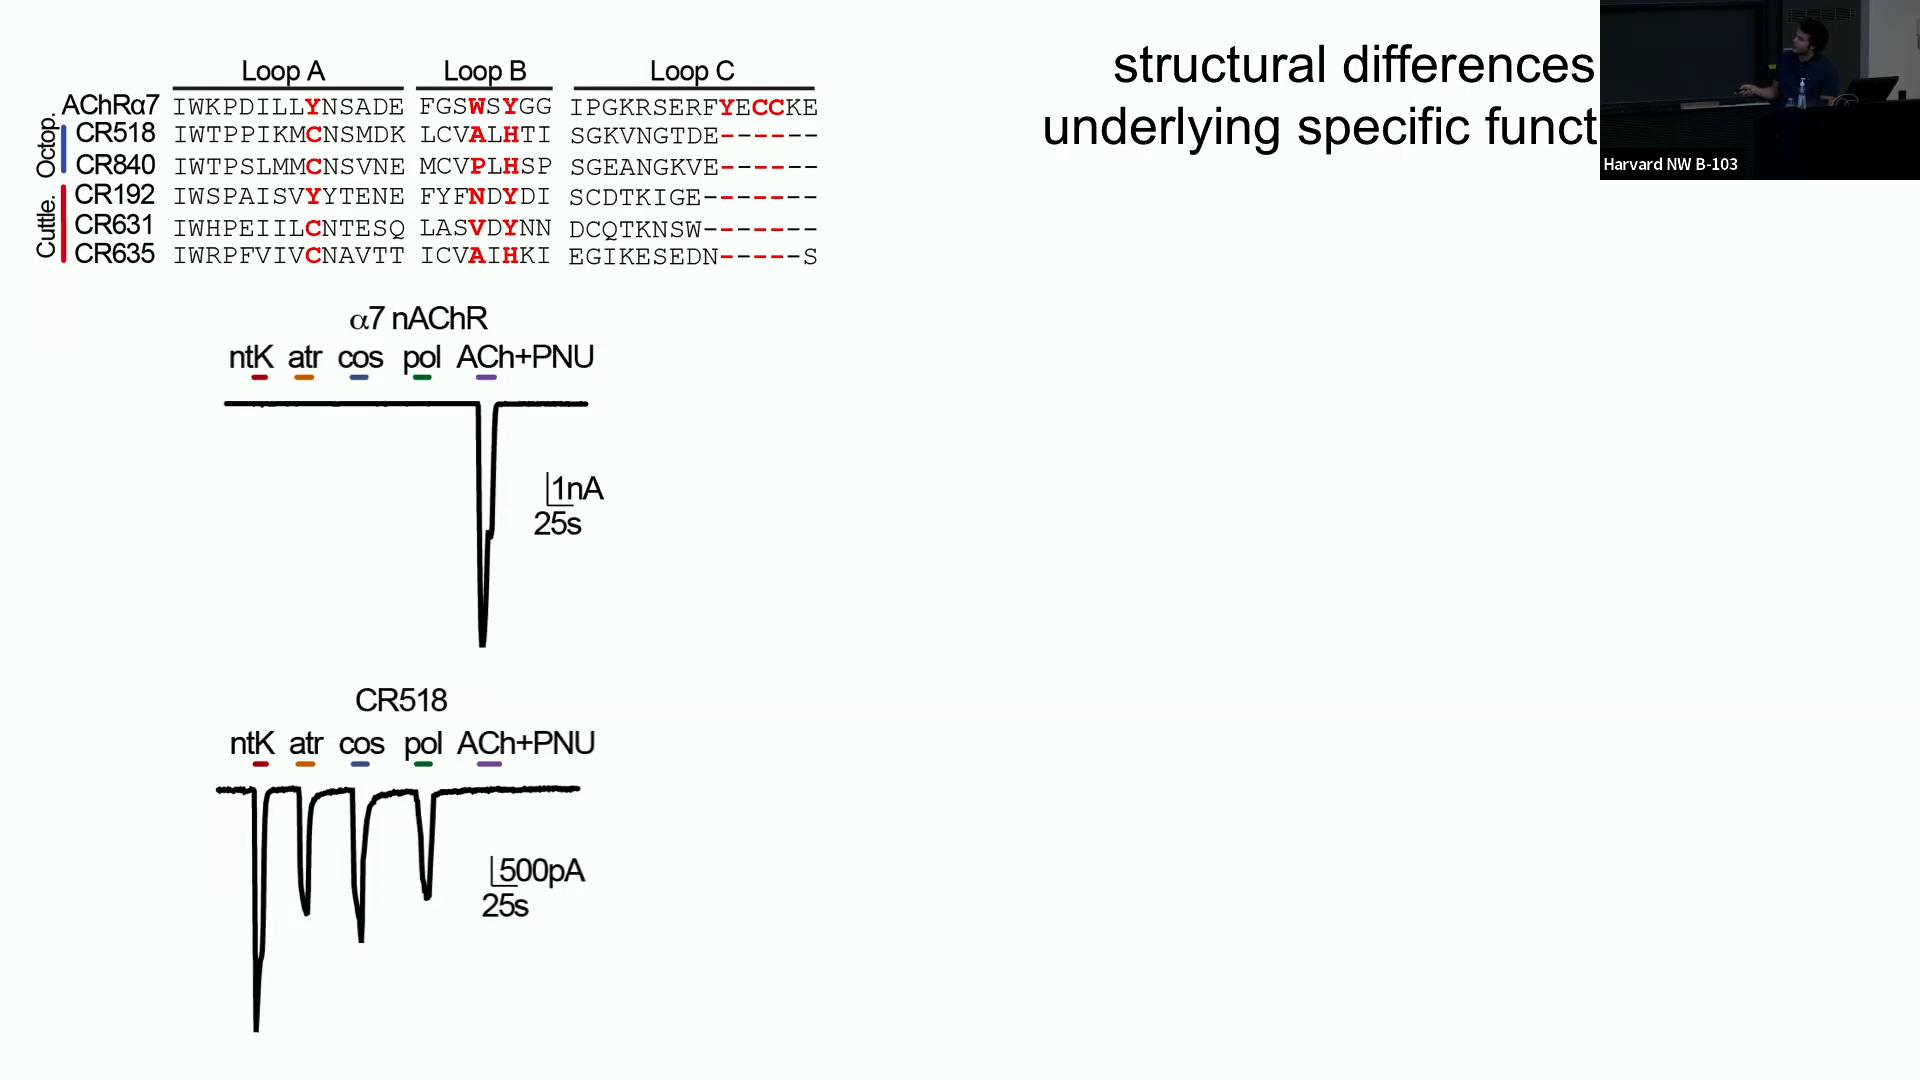 structural differences
underlying specific funct
Harvard NW B-103
Loop A Loop B Loop C
AChRα7 IWKPDILLYNSADE FGSWSYGG IPGKRSERFYECCKE
Octop.
CR518 IWTPPIKMCNSMDK LCVALHTI SGKVNGTDE------
CR840 IWTPSLMMCNSVNE MCVPLHSP SGEANGKVE------
Cuttle.
CR192 IWSPAISVYYTENE FYFNDYDI SCDTKIGE-------
CR631 IWHPEIILCNTESQ LASVDYNN DCQTKNSW-------
CR635 IWRPFVIVCNAVTT ICVAIHKI EGIKESEDN-----S
α7 nAChR
ntK atr cos pol ACh+PNU
1nA
25s
CR518
ntK atr cos pol ACh+PNU
500pA
25s